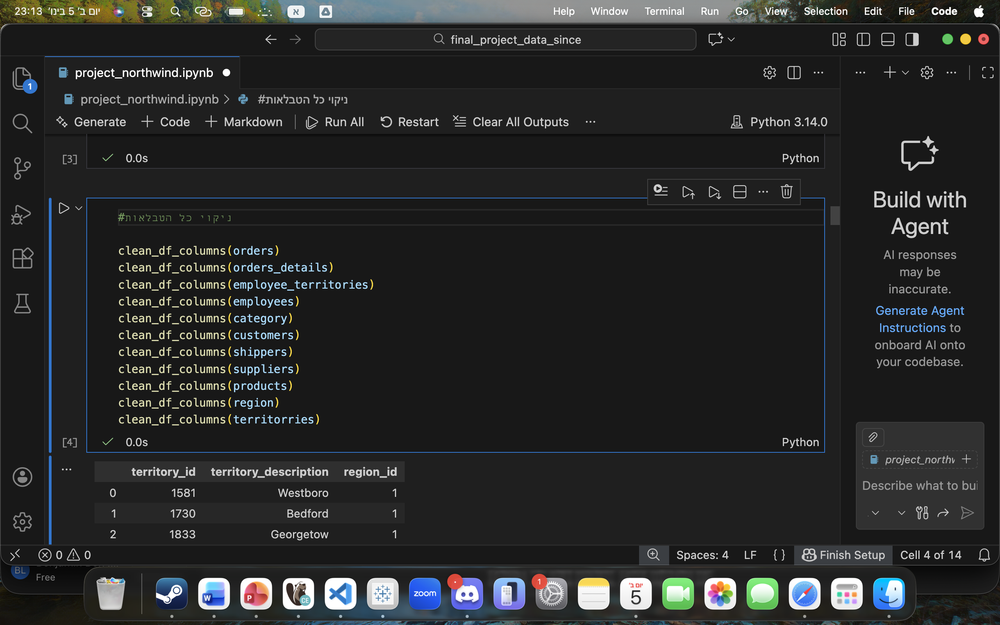 יום ב׳ 5 בינו׳ 23:13
א
Help Window Terminal Run Go View Selection Edit File Code
final_project_data_since
project_northwind.ipynb
project_northwind.ipynb > #ניקוי כל הטבלאות
1
Generate + Code + Markdown Run All Restart Clear All Outputs ... Python 3.14.0
[3] 0.0s Python
#ניקוי כל הטבלאות
clean_df_columns(orders)
clean_df_columns(orders_details)
clean_df_columns(employee_territories)
clean_df_columns(employees)
clean_df_columns(category)
clean_df_columns(customers)
clean_df_columns(shippers)
clean_df_columns(suppliers)
clean_df_columns(products)
clean_df_columns(region)
clean_df_columns(territorries)
[4] 0.0s Python
territory_id territory_description region_id
0 1581 Westboro 1
1 1730 Bedford 1
2 1833 Georgetow 1
Build with
Agent
AI responses
may be
inaccurate.
Generate Agent
Instructions to
onboard AI onto
your codebase.
project_northw
Describe what to bui
0 0 Spaces: 4 LF { } Finish Setup Cell 4 of 14
BL
Free
W
P
CE
zoom
1
יום ב׳
5